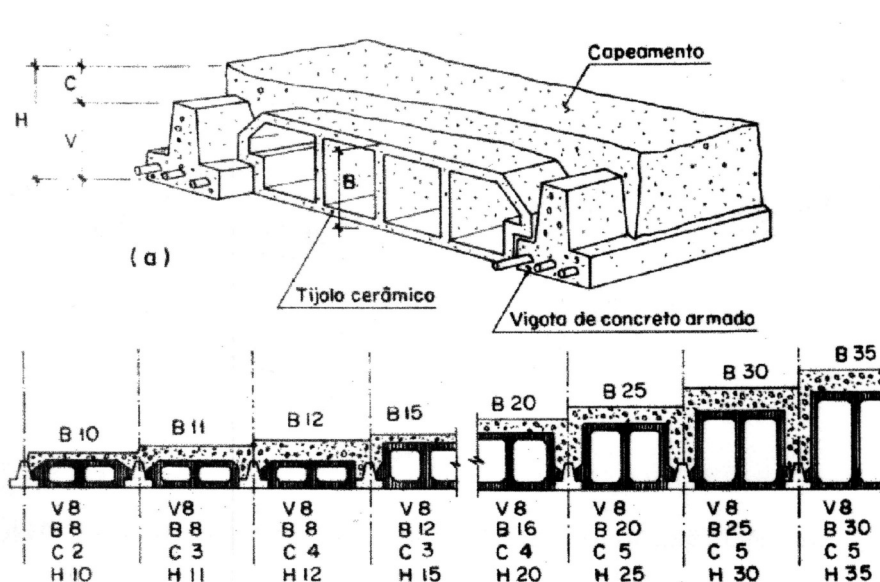 Capeamento
C
H
V
B
(a)
Tijolo cerâmico
Vigota de concreto armado
B 10
B 11
B 12
B 15
B 20
B 25
B 30
B 35
V 8 V 8 V 8 V 8 V 8 V 8 V 8 V 8
B 8 B 8 B 8 B 12 B 16 B 20 B 25 B 30
C 2 C 3 C 4 C 3 C 4 C 5 C 5 C 5
H 10 H 11 H 12 H 15 H 20 H 25 H 30 H 35